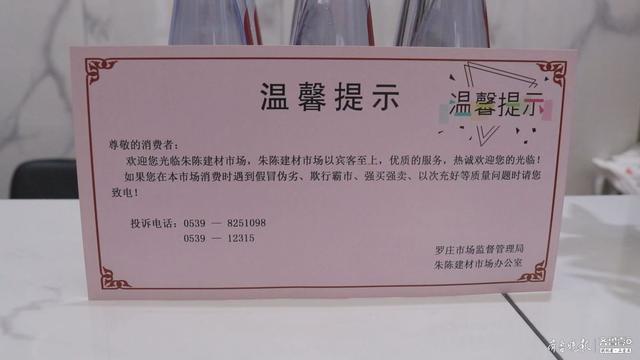 温馨提示
温馨提示
尊敬的消费者：
欢迎您光临朱陈建材市场，朱陈建材市场以宾客至上，优质的服务，热诚欢迎您的光临！
如果您在本市场消费时遇到假冒伪劣、欺行霸市、强买强卖、以次充好等质量问题时请您
致电！
投诉电话：0539 — 8251098
0539 — 12315
罗庄市场监督管理局
朱陈建材市场办公室